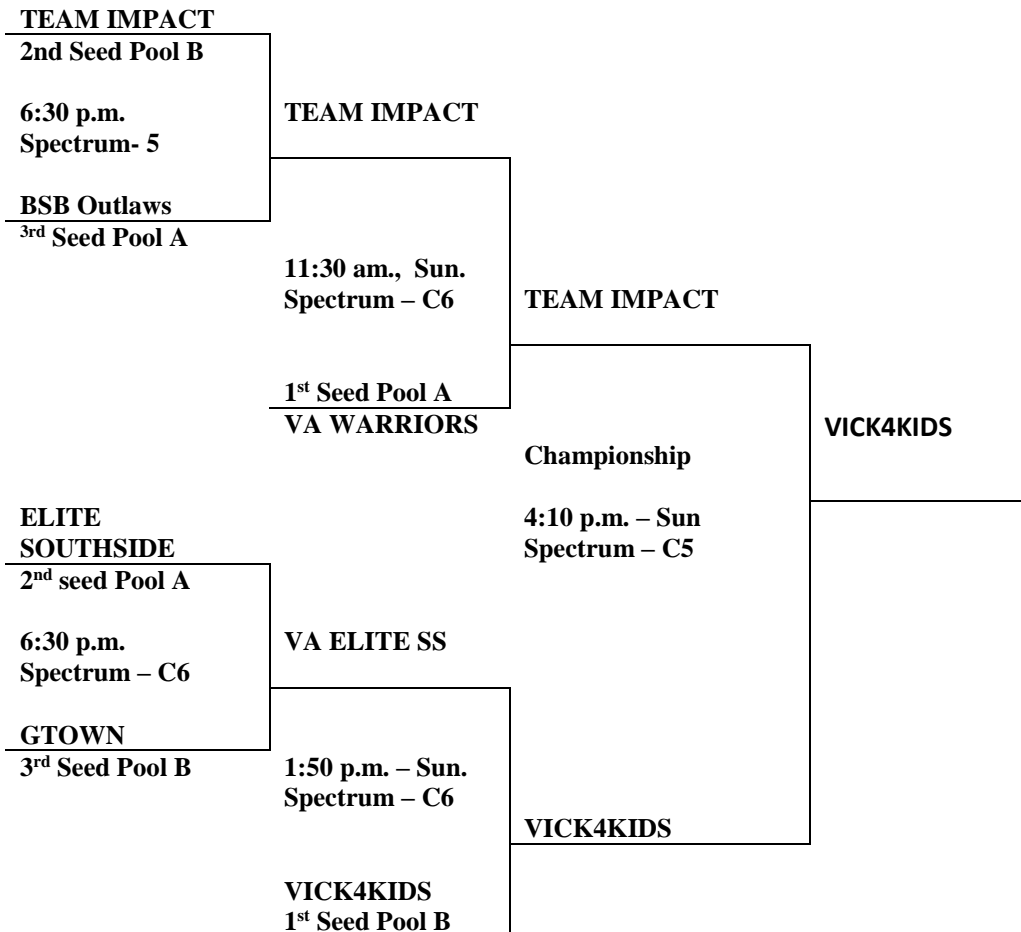 TEAM IMPACT
2nd Seed Pool B
6:30 p.m.
Spectrum- 5
TEAM IMPACT
BSB Outlaws
3rd Seed Pool A
11:30 am., Sun.
Spectrum – C6
TEAM IMPACT
1st Seed Pool A
VA WARRIORS
VICK4KIDS
Championship
4:10 p.m. – Sun
Spectrum – C5
ELITE
SOUTHSIDE
2nd seed Pool A
6:30 p.m.
Spectrum – C6
VA ELITE SS
GTOWN
3rd Seed Pool B
1:50 p.m. – Sun.
Spectrum – C6
VICK4KIDS
VICK4KIDS
1st Seed Pool B